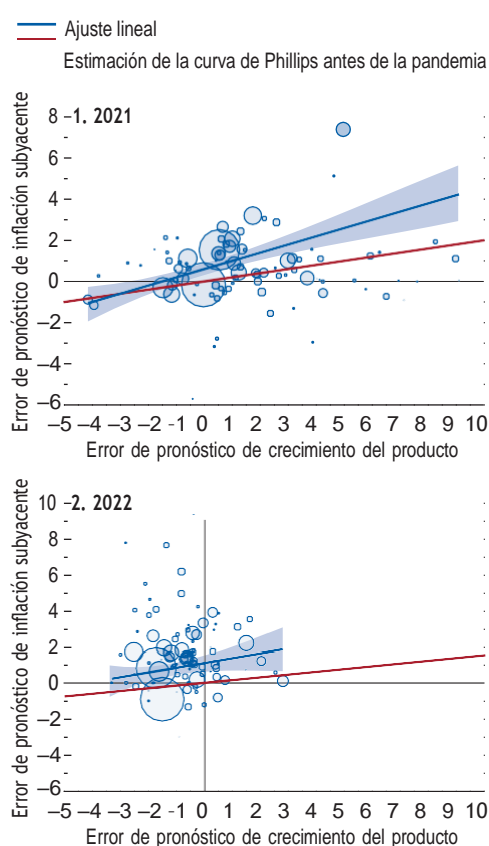 Ajuste lineal
Estimación de la curva de Phillips antes de la pandemia
Error de pronóstico de inflación subyacente
1. 2021
8
6
4
2
0
−2
−4
−6
−5 −4 −3 −2 -1 0 1 2 3 4 5 6 7 8 9 10
Error de pronóstico de crecimiento del producto
Error de pronóstico de inflación subyacente
2. 2022
10
8
6
4
2
0
−2
−4
−6
−5 −4 −3 −2 -1 0 1 2 3 4 5 6 7 8 9 10
Error de pronóstico de crecimiento del producto